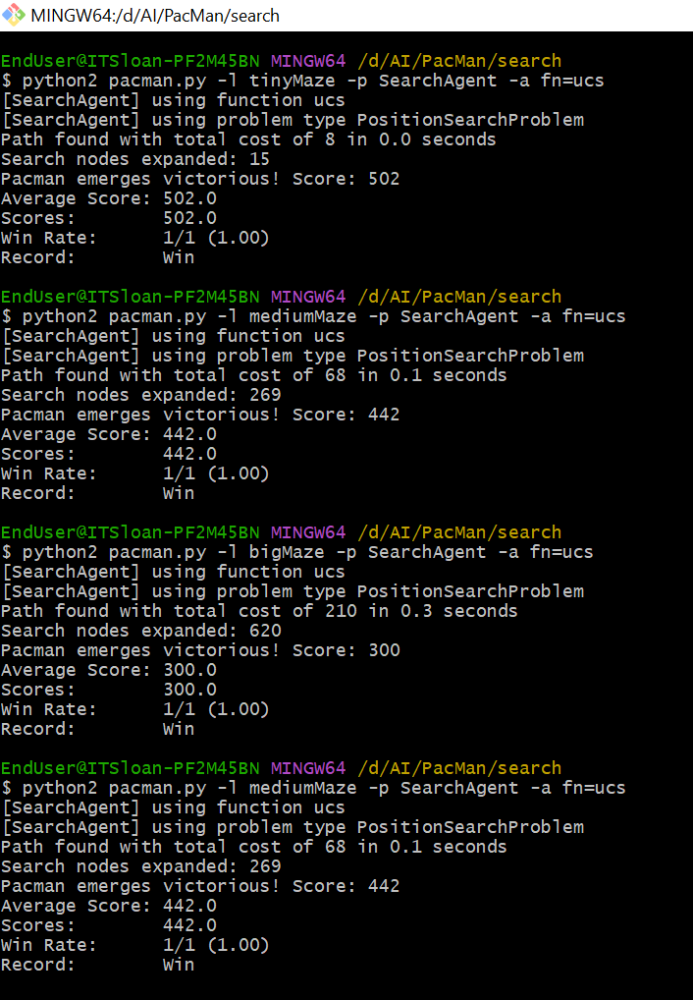 MINGW64:/d/AI/PacMan/search
EndUser@ITSloan-PF2M45BN MINGW64 /d/AI/PacMan/search
$ python2 pacman.py -l tinyMaze -p SearchAgent -a fn=ucs
[SearchAgent] using function ucs
[SearchAgent] using problem type PositionSearchProblem
Path found with total cost of 8 in 0.0 seconds
Search nodes expanded: 15
Pacman emerges victorious! Score: 502
Average Score: 502.0
Scores:        502.0
Win Rate:      1/1 (1.00)
Record:        Win
EndUser@ITSloan-PF2M45BN MINGW64 /d/AI/PacMan/search
$ python2 pacman.py -l mediumMaze -p SearchAgent -a fn=ucs
[SearchAgent] using function ucs
[SearchAgent] using problem type PositionSearchProblem
Path found with total cost of 68 in 0.1 seconds
Search nodes expanded: 269
Pacman emerges victorious! Score: 442
Average Score: 442.0
Scores:        442.0
Win Rate:      1/1 (1.00)
Record:        Win
EndUser@ITSloan-PF2M45BN MINGW64 /d/AI/PacMan/search
$ python2 pacman.py -l bigMaze -p SearchAgent -a fn=ucs
[SearchAgent] using function ucs
[SearchAgent] using problem type PositionSearchProblem
Path found with total cost of 210 in 0.3 seconds
Search nodes expanded: 620
Pacman emerges victorious! Score: 300
Average Score: 300.0
Scores:        300.0
Win Rate:      1/1 (1.00)
Record:        Win
EndUser@ITSloan-PF2M45BN MINGW64 /d/AI/PacMan/search
$ python2 pacman.py -l mediumMaze -p SearchAgent -a fn=ucs
[SearchAgent] using function ucs
[SearchAgent] using problem type PositionSearchProblem
Path found with total cost of 68 in 0.1 seconds
Search nodes expanded: 269
Pacman emerges victorious! Score: 442
Average Score: 442.0
Scores:        442.0
Win Rate:      1/1 (1.00)
Record:        Win